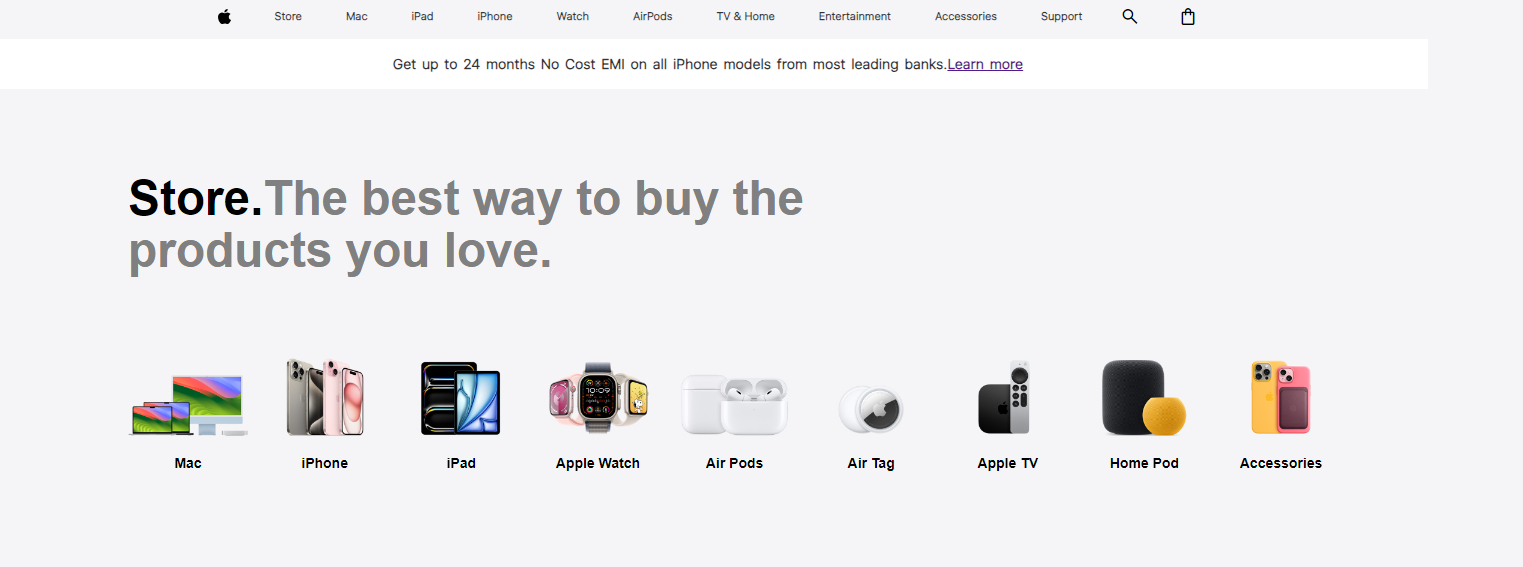 Store Mac iPad iPhone Watch AirPods TV & Home Entertainment Accessories Support
Get up to 24 months No Cost EMI on all iPhone models from most leading banks.Learn more
Store.The best way to buy the
products you love.
Mac iPhone iPad Apple Watch Air Pods Air Tag Apple TV Home Pod Accessories